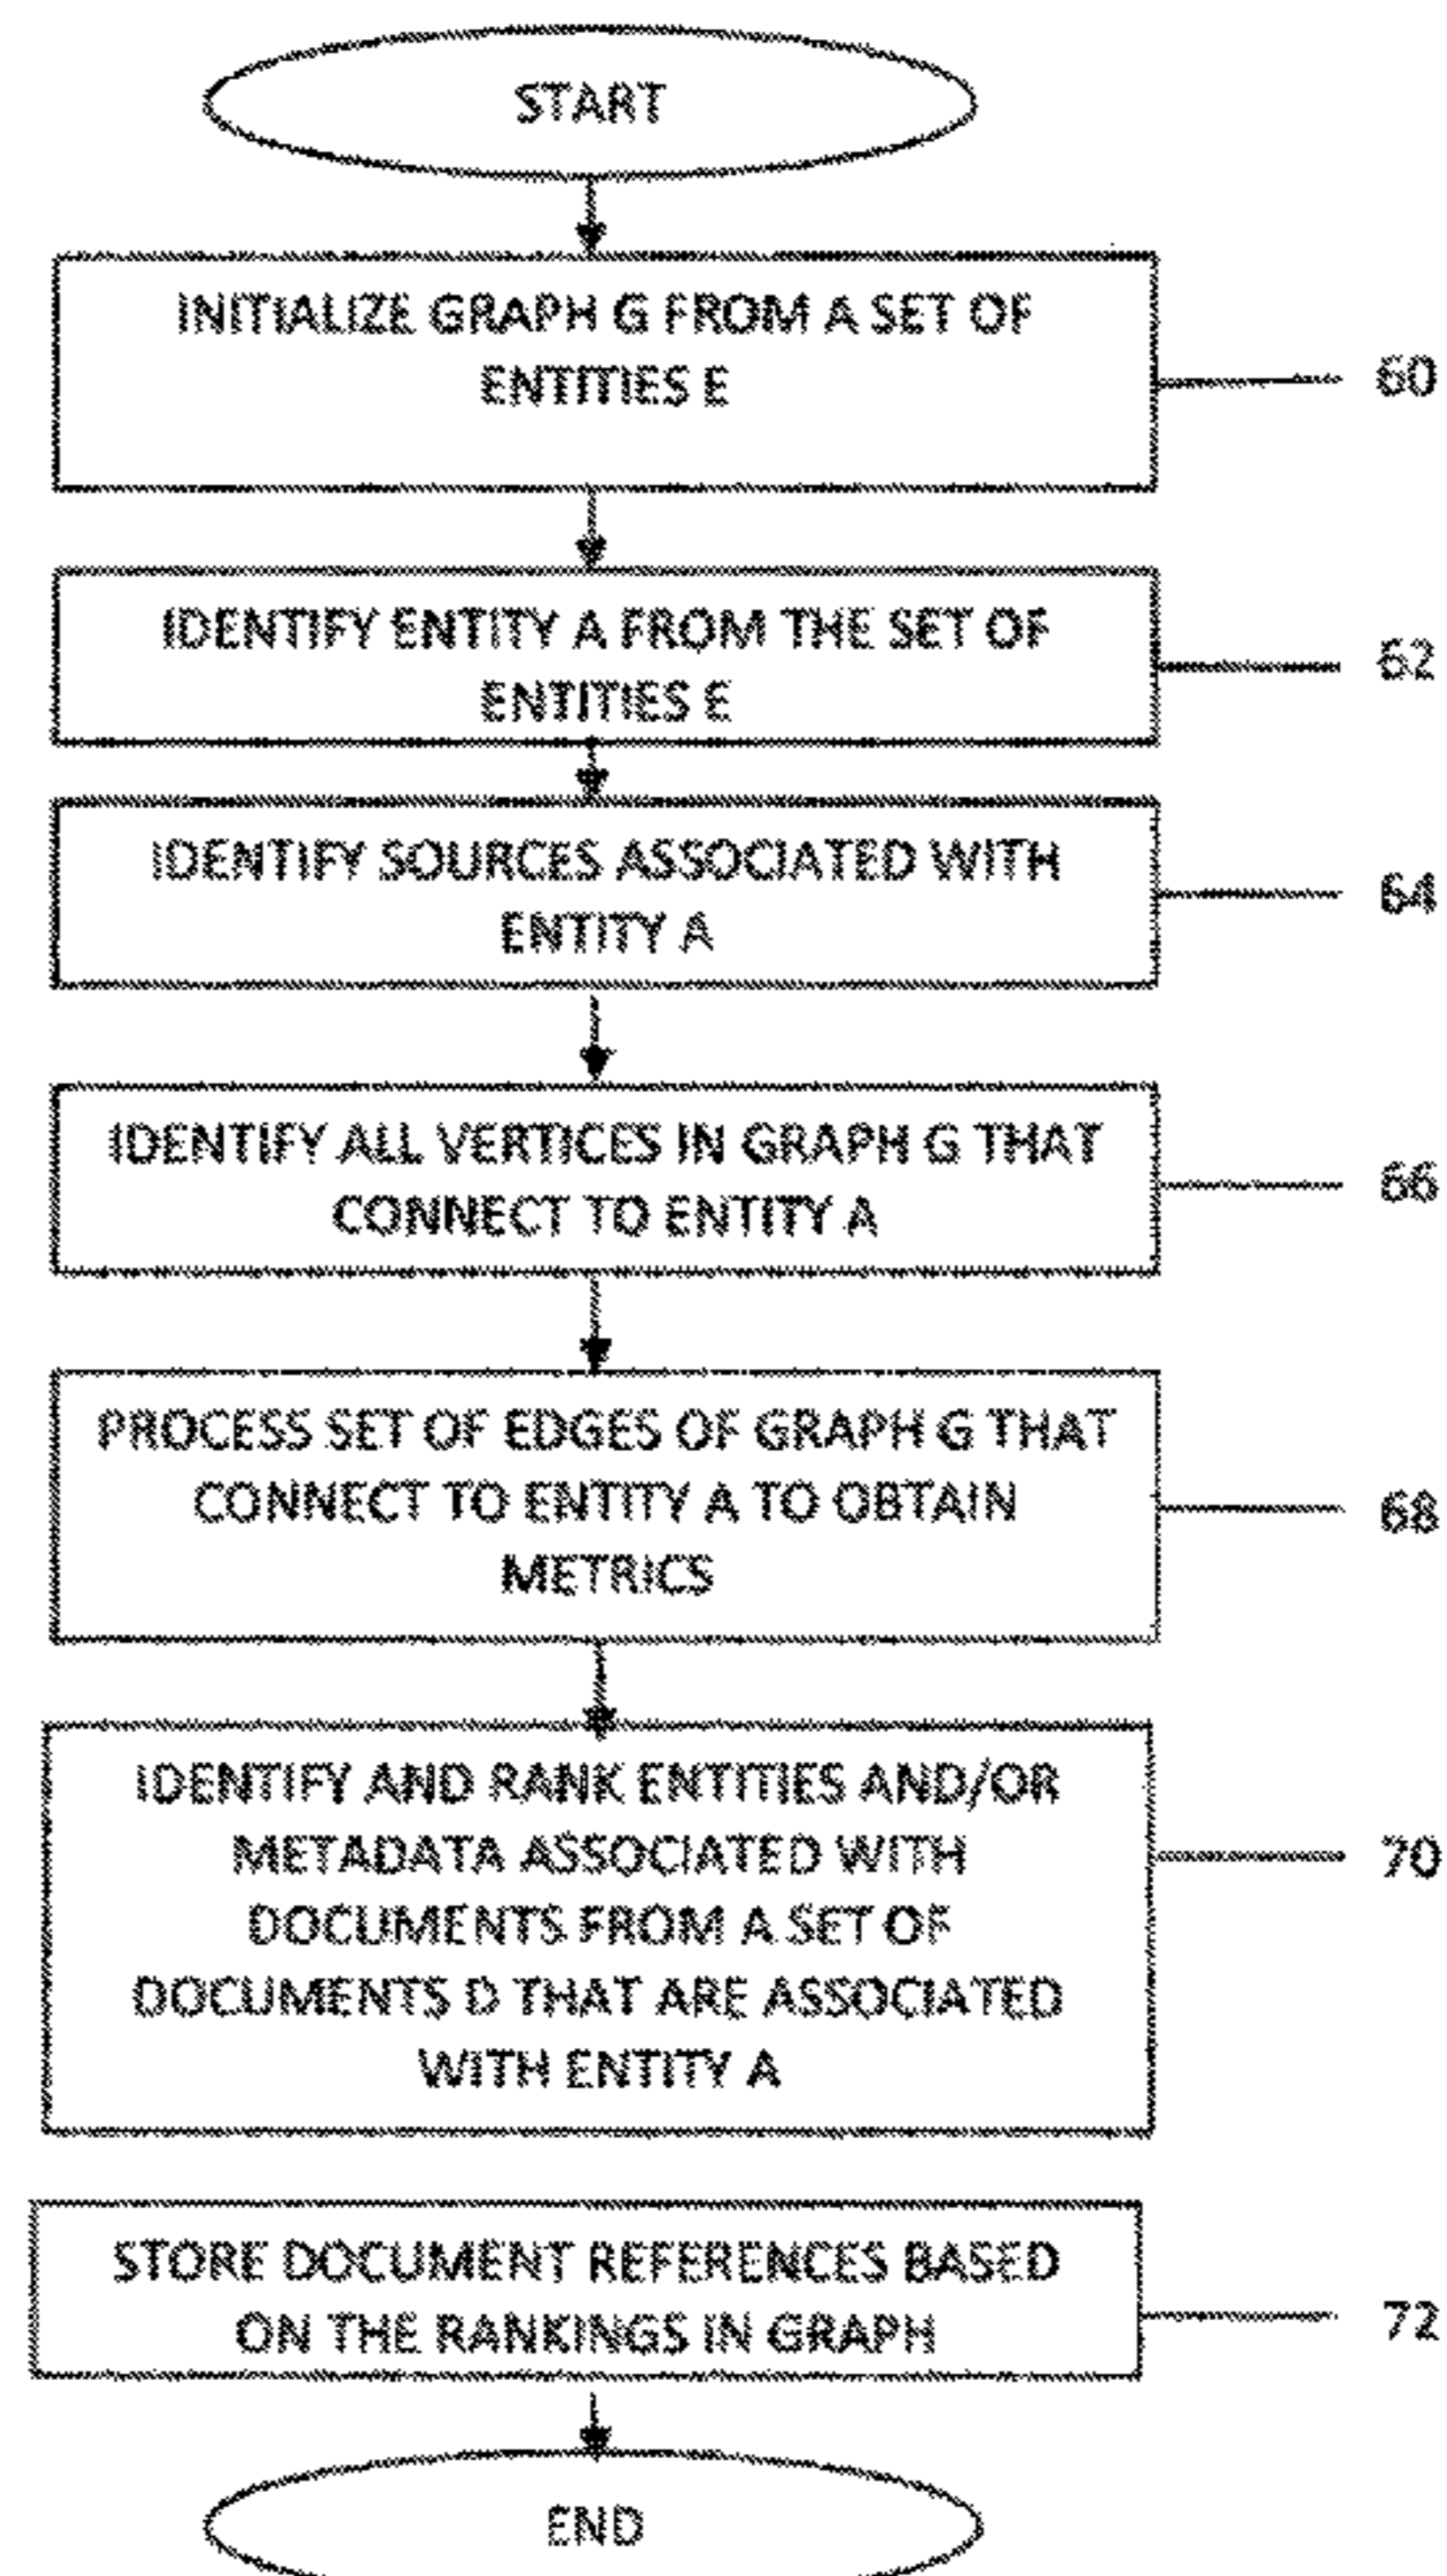 START
INITIALIZE GRAPH G FROM A SET OF
ENTITIES E
60
IDENTIFY ENTITY A FROM THE SET OF
ENTITIES E
62
IDENTIFY SOURCES ASSOCIATED WITH
ENTITY A
64
IDENTIFY ALL VERTICES IN GRAPH G THAT
CONNECT TO ENTITY A
66
PROCESS SET OF EDGES OF GRAPH G THAT
CONNECT TO ENTITY A TO OBTAIN
METRICS
68
IDENTIFY AND RANK ENTITIES AND/OR
METADATA ASSOCIATED WITH
DOCUMENTS FROM A SET OF
DOCUMENTS D THAT ARE ASSOCIATED
WITH ENTITY A
70
STORE DOCUMENT REFERENCES BASED
ON THE RANKINGS IN GRAPH
72
END